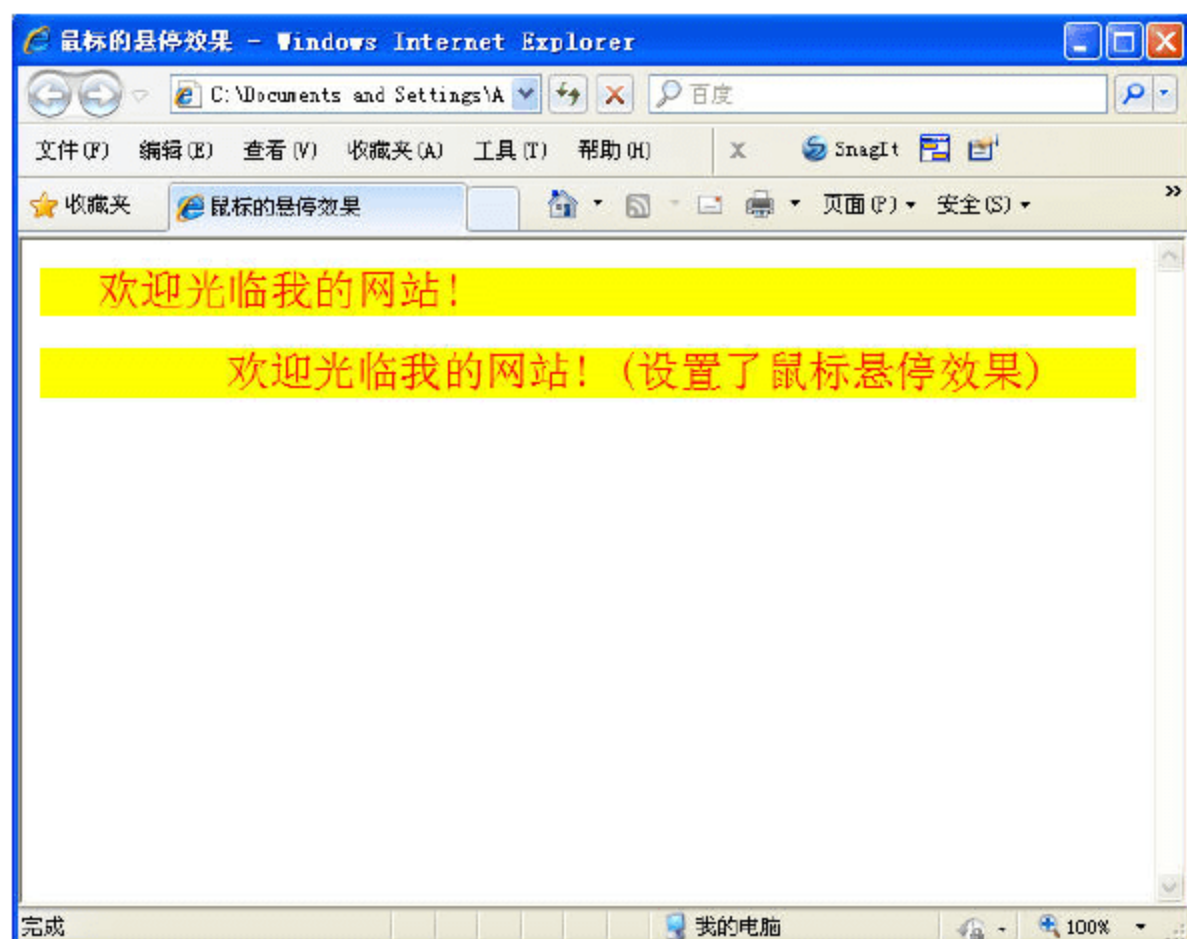 鼠标的悬停效果 - Windows Internet Explorer
C:\Documents and Settings\A 百度
文件(F) 编辑(E) 查看(V) 收藏夹(A) 工具(T) 帮助(H) x SnagIt
收藏夹 鼠标的悬停效果 页面(P) 安全(S) »
欢迎光临我的网站!
欢迎光临我的网站!(设置了鼠标悬停效果)
完成 我的电脑 100%